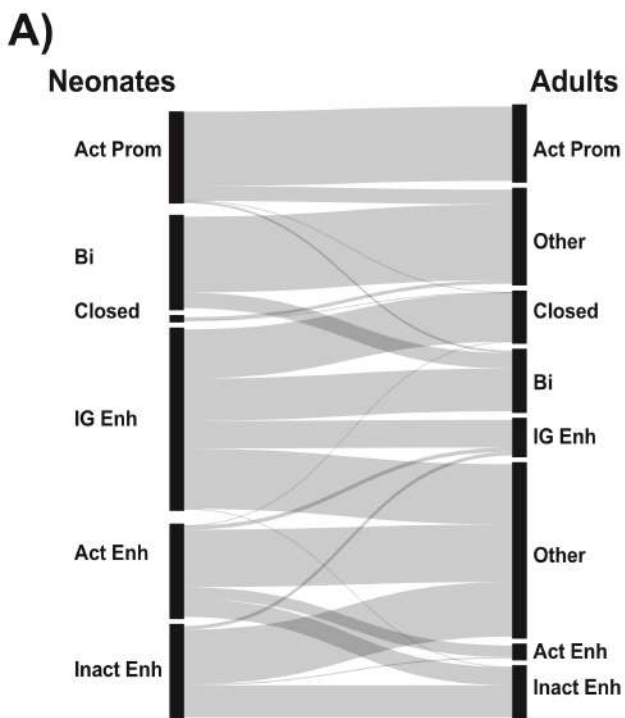 A)
Neonates
Adults
Act Prom
Act Prom
Bi
Other
Closed
Closed
Bi
IG Enh
IG Enh
Act Enh
Other
Inact Enh
Act Enh
Inact Enh